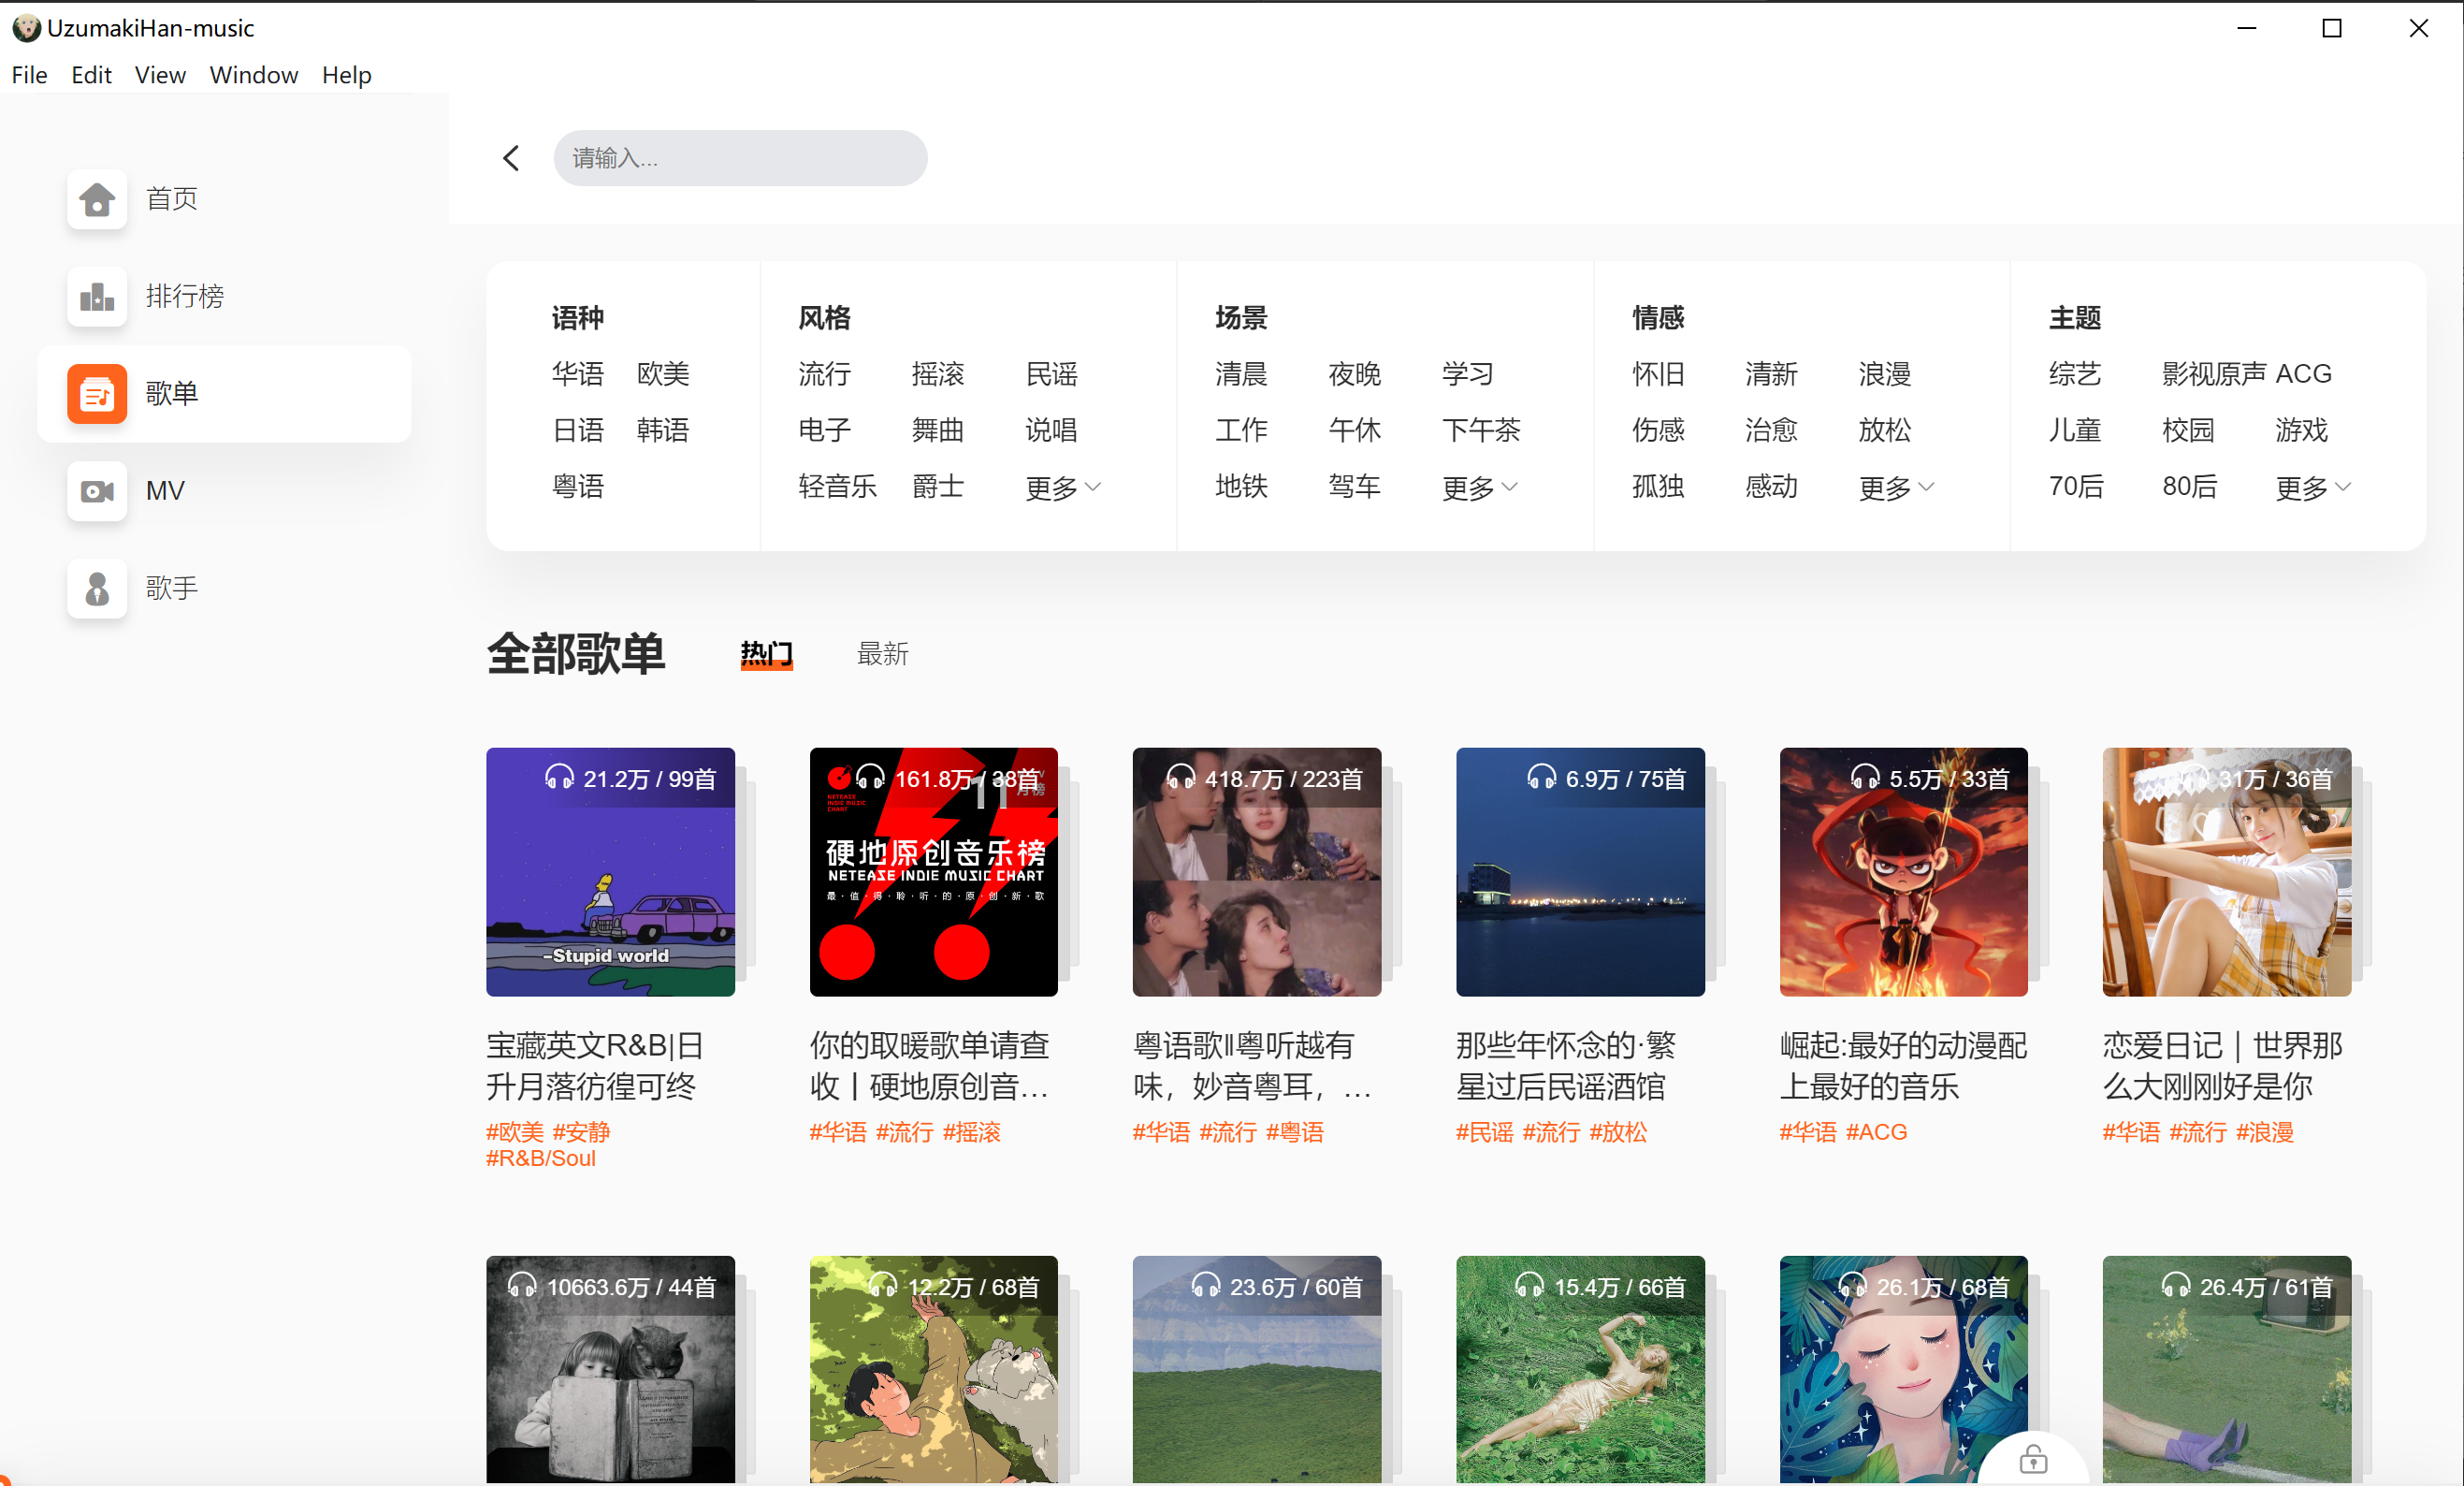 UzumakiHan-music
File Edit View Window Help
请输入...
首页
排行榜
歌单
MV
歌手
语种
华语 欧美
日语 韩语
粤语
风格
流行 摇滚 民谣
电子 舞曲 说唱
轻音乐 爵士 更多
场景
清晨 夜晚 学习
工作 午休 下午茶
地铁 驾车 更多
情感
怀旧 清新 浪漫
伤感 治愈 放松
孤独 感动 更多
主题
综艺 影视原声 ACG
儿童 校园 游戏
70后 80后 更多
全部歌单 热门 最新
21.2万 / 99首
-Stupid world
宝藏英文R&B|日
升月落彷徨可终
#欧美 #安静
#R&B/Soul
161.8万 / 38首
NETEASE
INDIE MUSIC
CHART
11
月榜
硬地原创音乐榜
NETEASE INDIE MUSIC CHART
最·值·得·聆·听·的·原·创·新·歌
你的取暖歌单请查
收丨硬地原创音...
#华语 #流行 #摇滚
418.7万 / 223首
粤语歌‖粤听越有
味，妙音粤耳，...
#华语 #流行 #粤语
6.9万 / 75首
那些年怀念的·繁
星过后民谣酒馆
#民谣 #流行 #放松
5.5万 / 33首
崛起:最好的动漫配
上最好的音乐
#华语 #ACG
31万 / 36首
恋爱日记｜世界那
么大刚刚好是你
#华语 #流行 #浪漫
10663.6万 / 44首
12.2万 / 68首
23.6万 / 60首
15.4万 / 66首
26.1万 / 68首
26.4万 / 61首